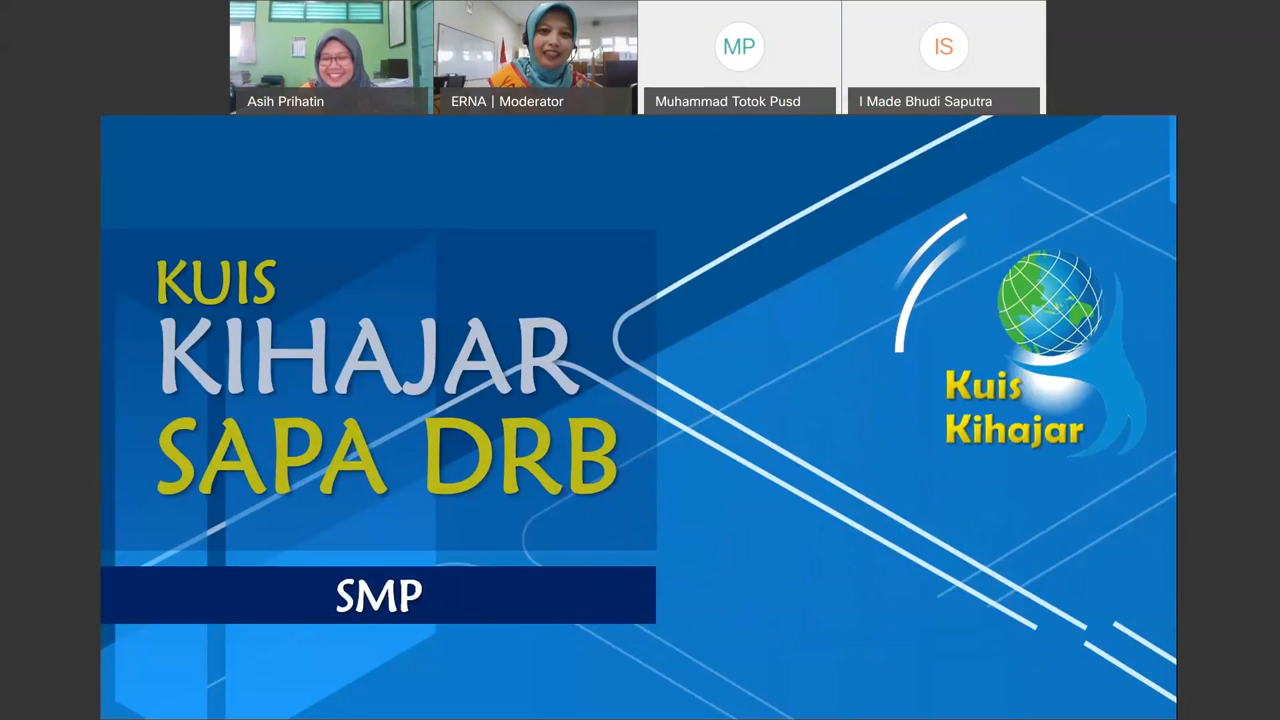 MP
IS
Asih Prihatin
ERNA | Moderator
Muhammad Totok Pusd
I Made Bhudi Saputra
KUIS
KIHAJAR
SAPA DRB
SMP
Kuis
Kihajar